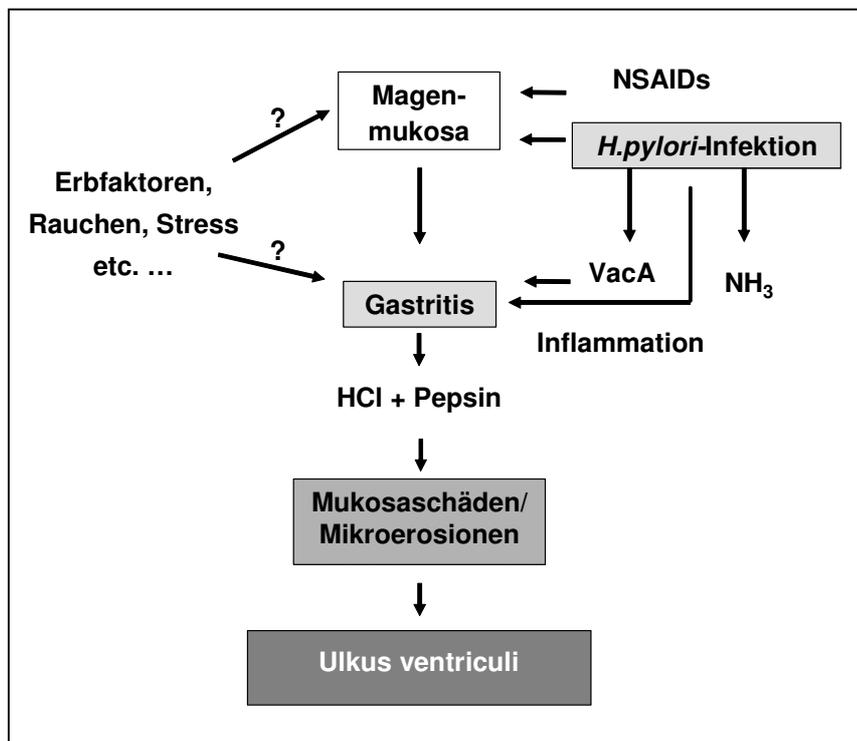 Magen-
mukosa
NSAIDs
H.pylori-Infektion
?
Erbfaktoren,
Rauchen, Stress
etc. ...
?
VacA
NH₃
Gastritis
Inflammation
HCl + Pepsin
Mukosaschäden/
Mikroerosionen
Ulkus ventriculi